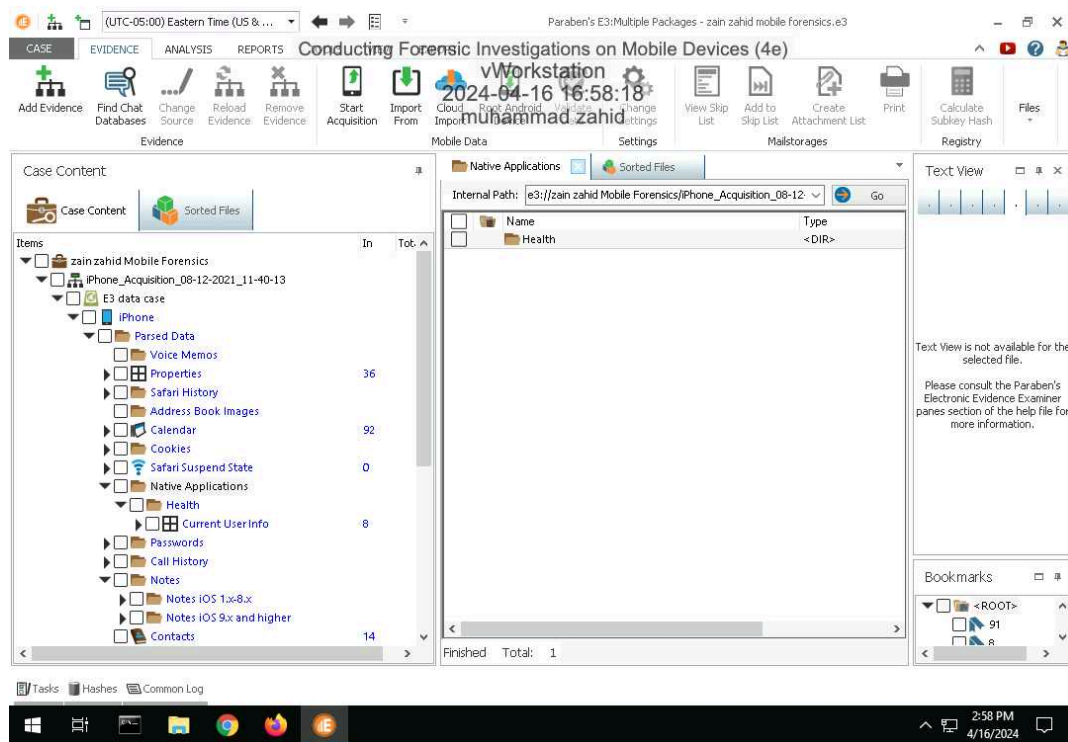 (UTC-05:00) Eastern Time (US & ...
Paraben's E3:Multiple Packages - zain zahid mobile forensics.e3
CASE EVIDENCE ANALYSIS REPORTS
Conducting Forensic Investigations on Mobile Devices (4e)
vWorkstation
2024-04-16 16:58:18
muhammad zahid
Add Evidence
Find Chat Databases
Change Source
Reload Evidence
Remove Evidence
Start Acquisition
Import From
Cloud Import
Root Android
Validate
Change Settings
View Skip List
Add to Skip List
Create Attachment List
Print
Calculate Subkey Hash
Files
Evidence
Mobile Data
Settings
Mailstorages
Registry
Case Content
Case Content
Sorted Files
Items In Tot.
zain zahid Mobile Forensics
iPhone_Acquisition_08-12-2021_11-40-13
E3 data case
iPhone
Parsed Data
Voice Memos
Properties 36
Safari History
Address Book Images
Calendar 92
Cookies
Safari Suspend State 0
Native Applications
Health
Current User Info 8
Passwords
Call History
Notes
Notes iOS 1.x-8.x
Notes iOS 9.x and higher
Contacts 14
Native Applications
Sorted Files
Internal Path: e3://zain zahid Mobile Forensics/iPhone_Acquisition_08-12- Go
Name Type
Health <DIR>
Finished Total: 1
Text View
Text View is not available for the
selected file.
Please consult the Paraben's
Electronic Evidence Examiner
panes section of the help file for
more information.
Bookmarks
<ROOT>
91
8
Tasks Hashes Common Log
2:58 PM
4/16/2024